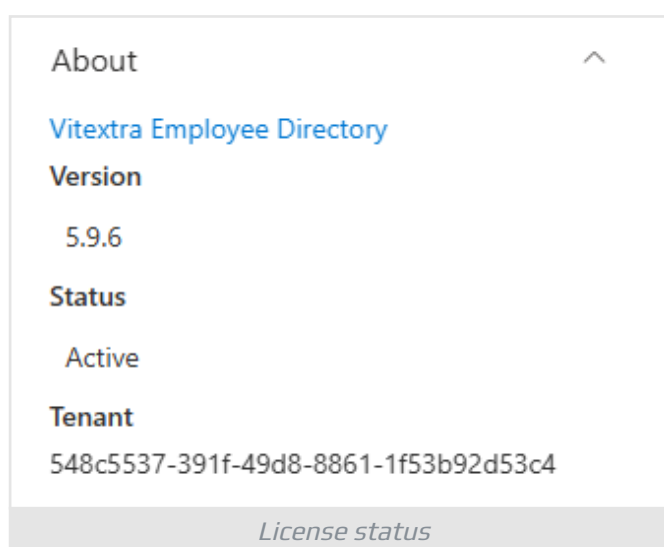 About
Vitextra Employee Directory
Version
5.9.6
Status
Active
Tenant
548c5537-391f-49d8-8861-1f53b92d53c4
License status